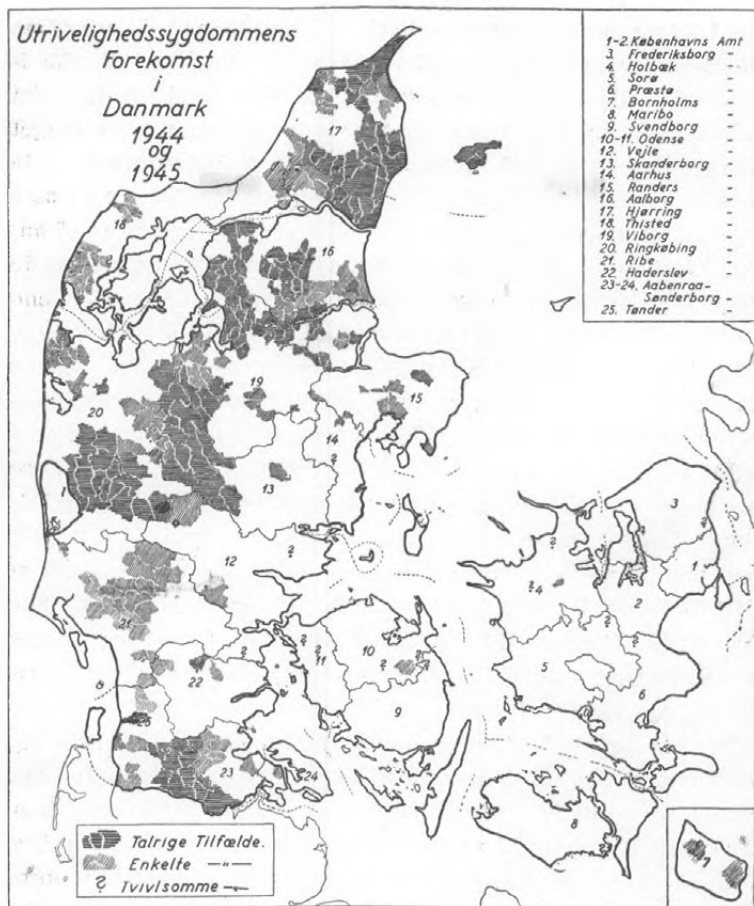 Utrivelighedssygdommens
Forekomst
i
Danmark
1944
og
1945
1-2. Københavns Amt
3. Frederiksborg "
4. Holbæk "
5. Sorø "
6. Præstø "
7. Bornholms "
8. Maribo "
9. Svendborg "
10-11. Odense "
12. Vejle "
13. Skanderborg "
14. Aarhus "
15. Randers "
16. Aalborg "
17. Hjørring "
18. Thisted "
19. Viborg "
20. Ringkøbing "
21. Ribe "
22. Haderslev "
23-24. Aabenraa-
Sønderborg "
25. Tønder "
17
18
16
19
15
20
14
13
3
12
1
4
2
21
11
10
5
22
6
9
25
23
24
8
7
Talrige Tilfælde.
Enkelte —"—
? Tvivlsomme —"—